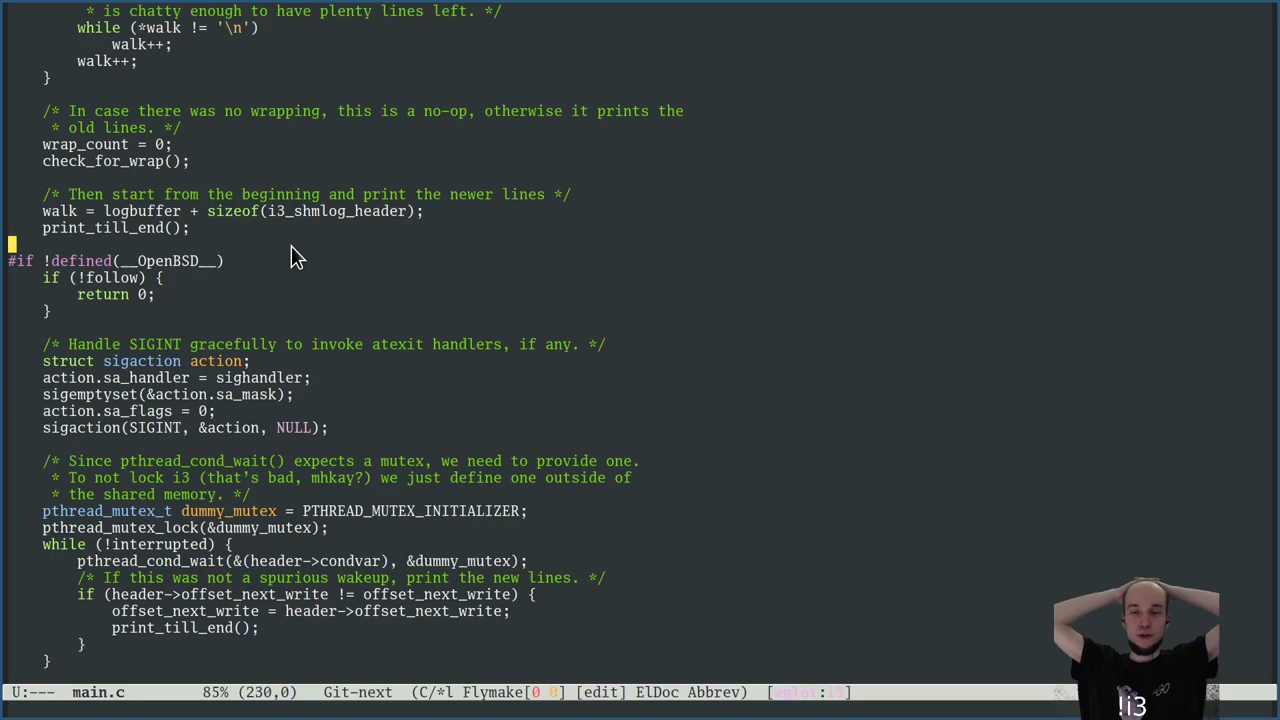 * is chatty enough to have plenty lines left. */
while (*walk != '\n')
walk++;
walk++;
}
/* In case there was no wrapping, this is a no-op, otherwise it prints the
* old lines. */
wrap_count = 0;
check_for_wrap();
/* Then start from the beginning and print the newer lines */
walk = logbuffer + sizeof(i3_shmlog_header);
print_till_end();
#if !defined(__OpenBSD__)
if (!follow) {
return 0;
}
/* Handle SIGINT gracefully to invoke atexit handlers, if any. */
struct sigaction action;
action.sa_handler = sighandler;
sigemptyset(&action.sa_mask);
action.sa_flags = 0;
sigaction(SIGINT, &action, NULL);
/* Since pthread_cond_wait() expects a mutex, we need to provide one.
* To not lock i3 (that's bad, mhkay?) we just define one outside of
* the shared memory. */
pthread_mutex_t dummy_mutex = PTHREAD_MUTEX_INITIALIZER;
pthread_mutex_lock(&dummy_mutex);
while (!interrupted) {
pthread_cond_wait(&(header->condvar), &dummy_mutex);
/* If this was not a spurious wakeup, print the new lines. */
if (header->offset_next_write != offset_next_write) {
offset_next_write = header->offset_next_write;
print_till_end();
}
}
U:--- main.c 85% (230,0) Git-next (C/*l Flymake[0 0] [edit] ElDoc Abbrev) [eglot:i3]
!i3